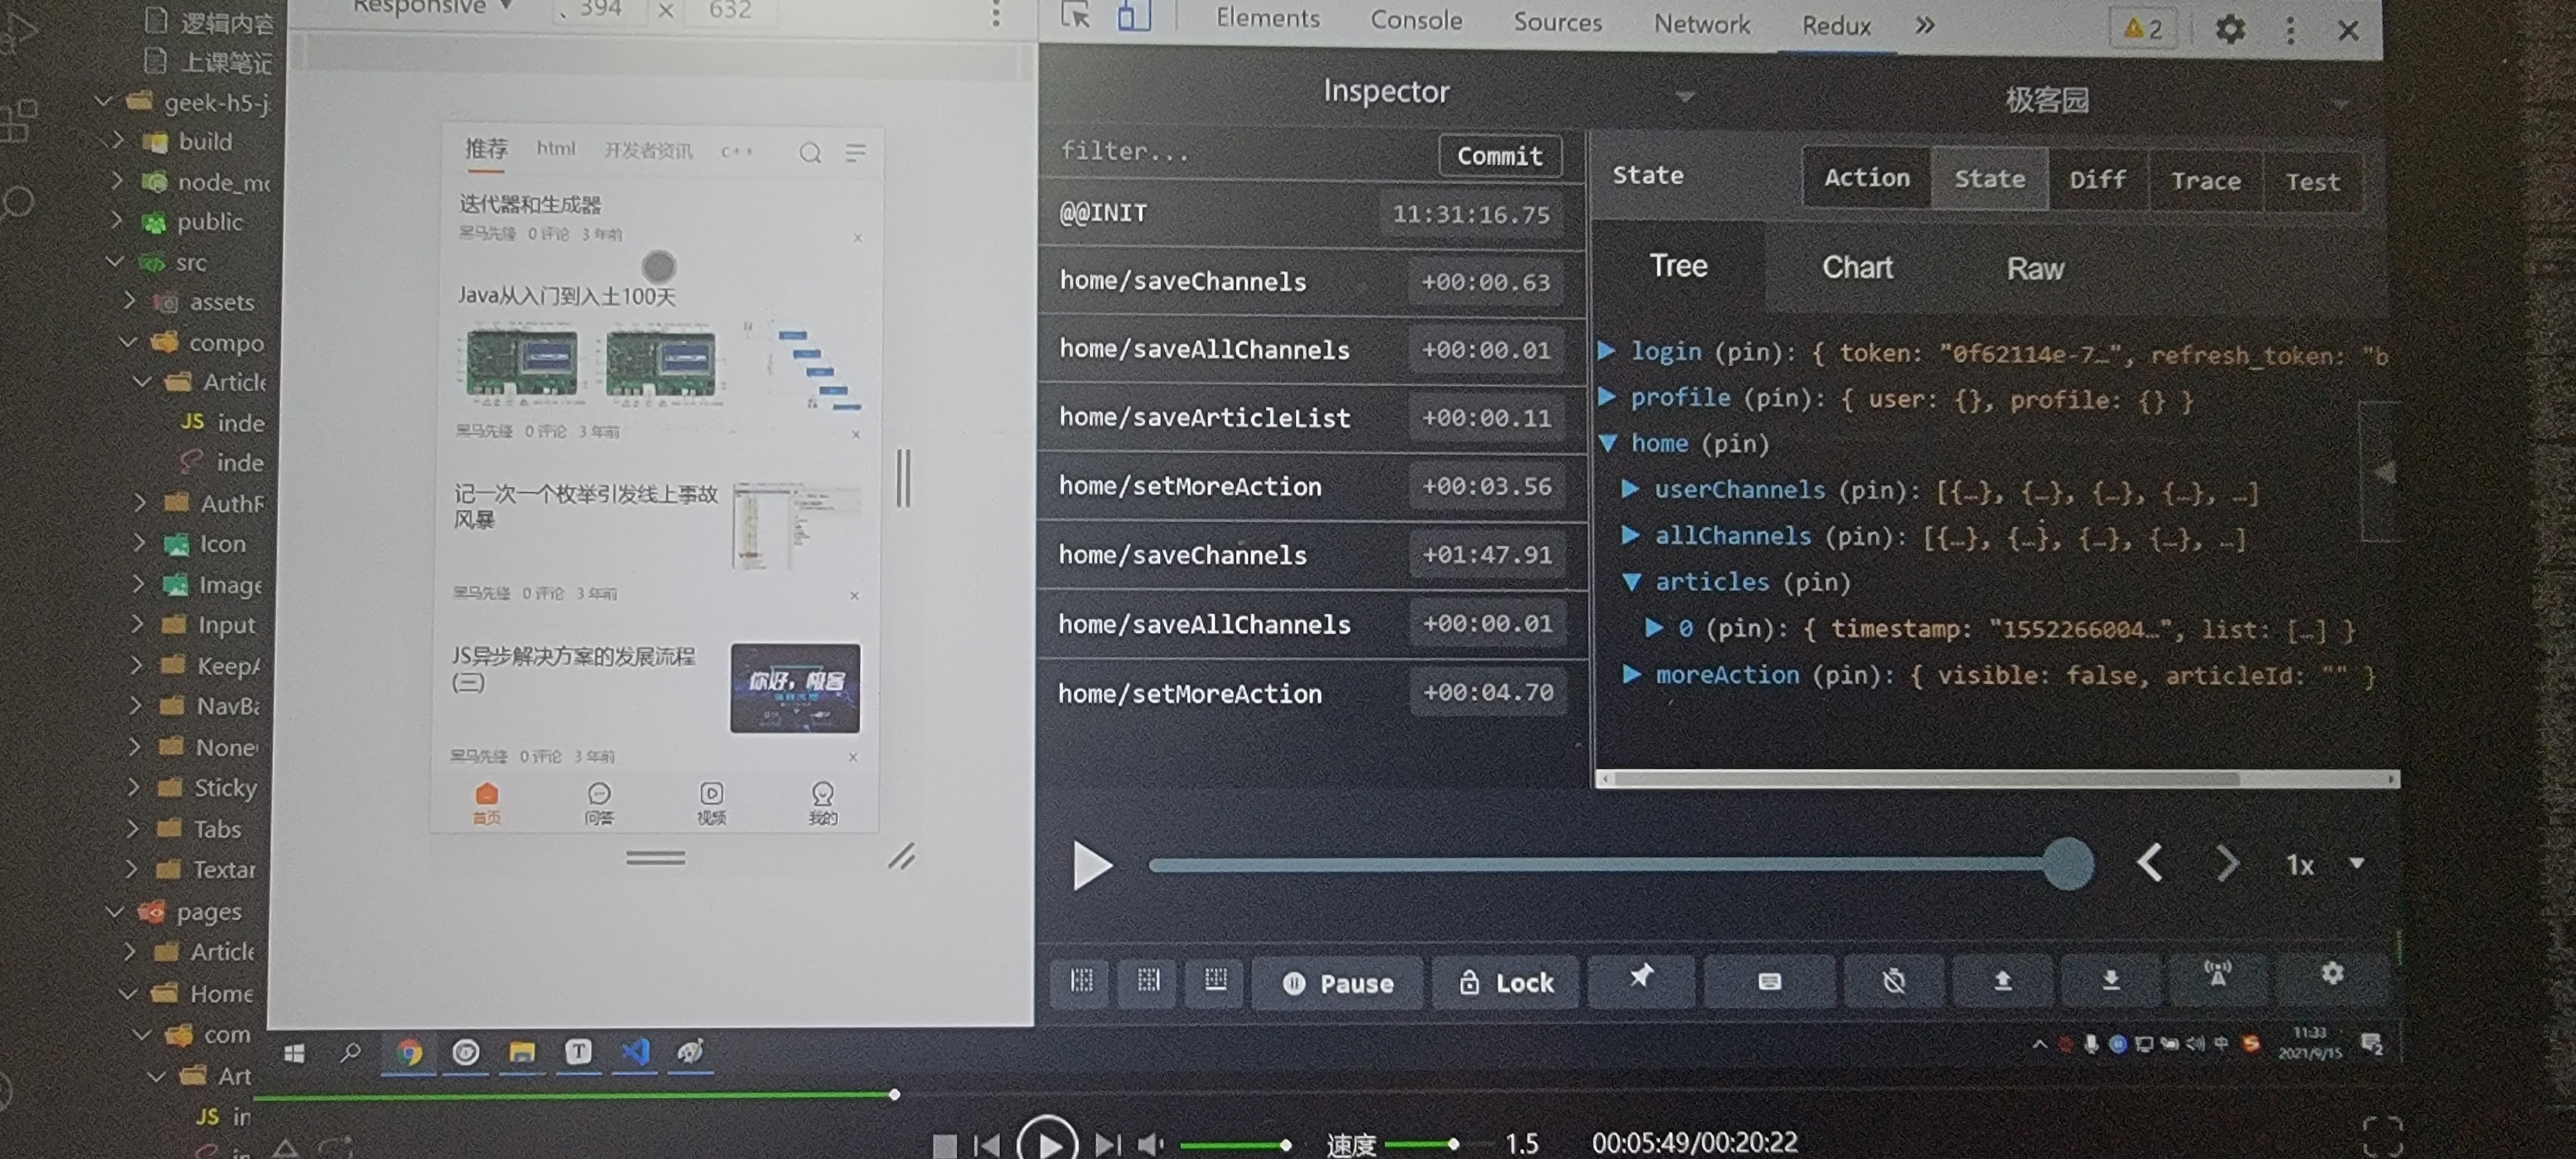 逻辑内容
上课笔记
geek-h5-j
build
node_mo
public
src
assets
compo
Article
JS inde
inde
AuthR
Icon
Image
Input
KeepA
NavBa
None
Sticky
Tabs
Textar
pages
Article
Home
com
Art
JS in
in
Responsive ▼ 394 × 632
推荐 html 开发者资讯 c++
迭代器和生成器
黑马先锋 0 评论 3 年前 ×
Java从入门到入土100天
黑马先锋 0 评论 3 年前 ×
记一次一个枚举引发线上事故
风暴
黑马先锋 0 评论 3 年前 ×
JS异步解决方案的发展流程
(三)
你好，极客
黑马先锋 0 评论 3 年前 ×
首页 问答 视频 我的
Elements Console Sources Network Redux » 2
Inspector 极客园
filter... Commit
@@INIT 11:31:16.75
home/saveChannels +00:00.63
home/saveAllChannels +00:00.01
home/saveArticleList +00:00.11
home/setMoreAction +00:03.56
home/saveChannels +01:47.91
home/saveAllChannels +00:00.01
home/setMoreAction +00:04.70
State Action State Diff Trace Test
Tree Chart Raw
▶ login (pin): { token: "0f62114e-7…", refresh_token: "b
▶ profile (pin): { user: {}, profile: {} }
▼ home (pin)
▶ userChannels (pin): [{…}, {…}, {…}, {…}, …]
▶ allChannels (pin): [{…}, {…}, {…}, {…}, …]
▼ articles (pin)
▶ 0 (pin): { timestamp: "1552266004…", list: […] }
▶ moreAction (pin): { visible: false, articleId: "" }
1x
Pause Lock
T
中
11:33
2021/9/15
速度 1.5 00:05:49/00:20:22